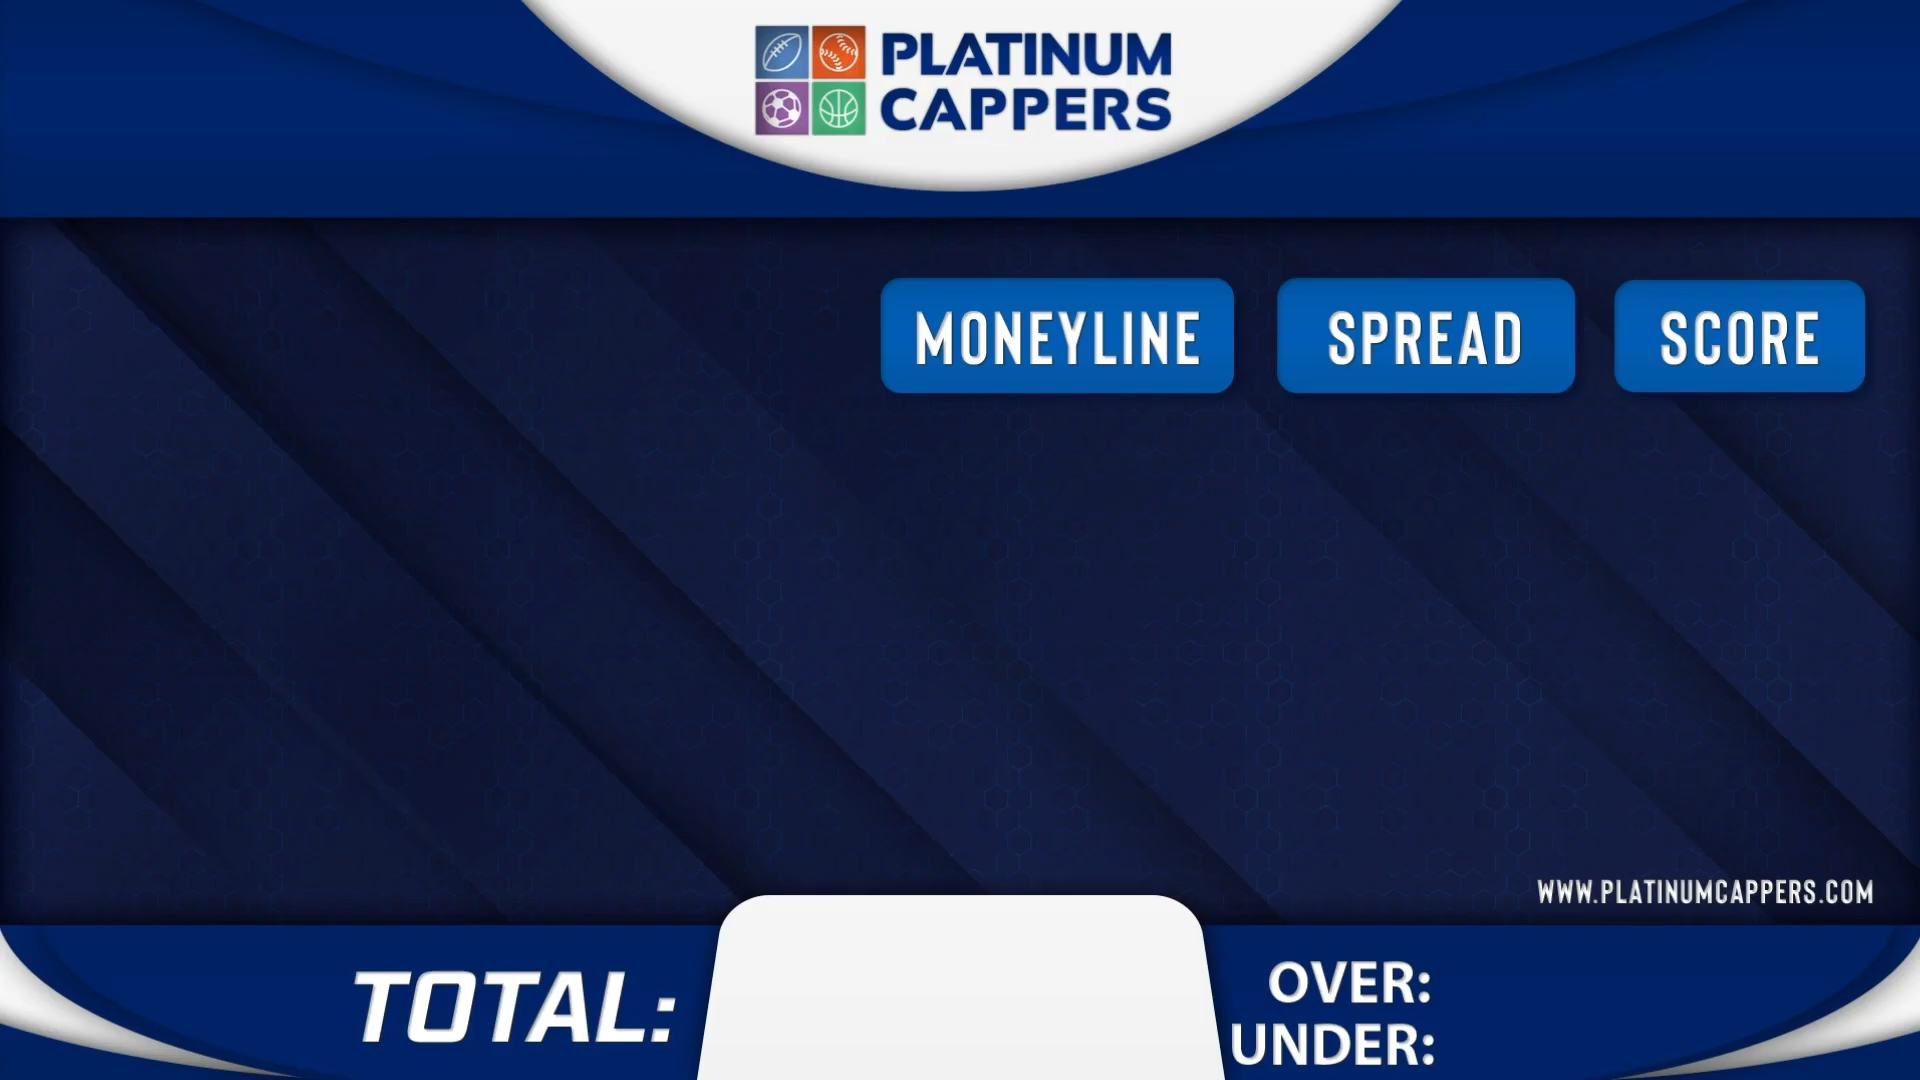 PLATINUM
CAPPERS
MONEYLINE SPREAD SCORE
WWW.PLATINUMCAPPERS.COM
TOTAL:
OVER:
UNDER: